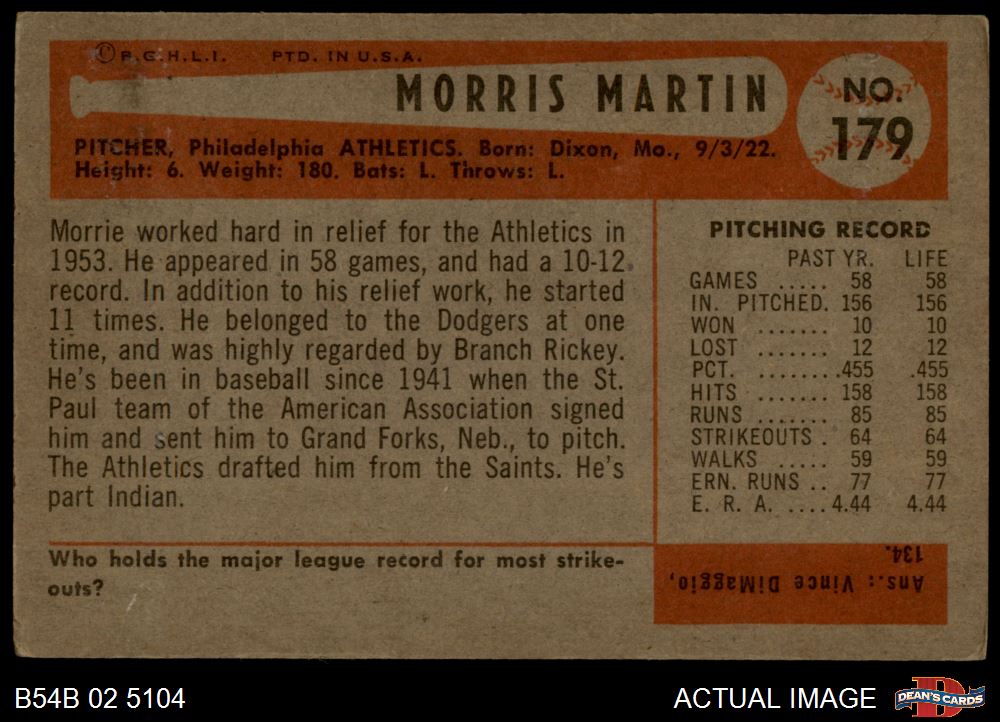 © B.G.H.L.I. PTD. IN U.S.A.
MORRIS MARTIN
NO.
179
PITCHER, Philadelphia ATHLETICS. Born: Dixon, Mo., 9/3/22.
Height: 6. Weight: 180. Bats: L. Throws: L.
Morrie worked hard in relief for the Athletics in
1953. He appeared in 58 games, and had a 10-12
record. In addition to his relief work, he started
11 times. He belonged to the Dodgers at one
time, and was highly regarded by Branch Rickey.
He's been in baseball since 1941 when the St.
Paul team of the American Association signed
him and sent him to Grand Forks, Neb., to pitch.
The Athletics drafted him from the Saints. He's
part Indian.
PITCHING RECORD
PAST YR. LIFE
GAMES ..... 58 58
IN. PITCHED. 156 156
WON ....... 10 10
LOST ....... 12 12
PCT. ........455 .455
HITS ....... 158 158
RUNS ....... 85 85
STRIKEOUTS . 64 64
WALKS ..... 59 59
ERN. RUNS .. 77 77
E. R. A. ....4.44 4.44
Who holds the major league record for most strike-
outs?
Ans.: Vince DiMaggio,
134.
B54B 02 5104
ACTUAL IMAGE
DEAN'S CARDS